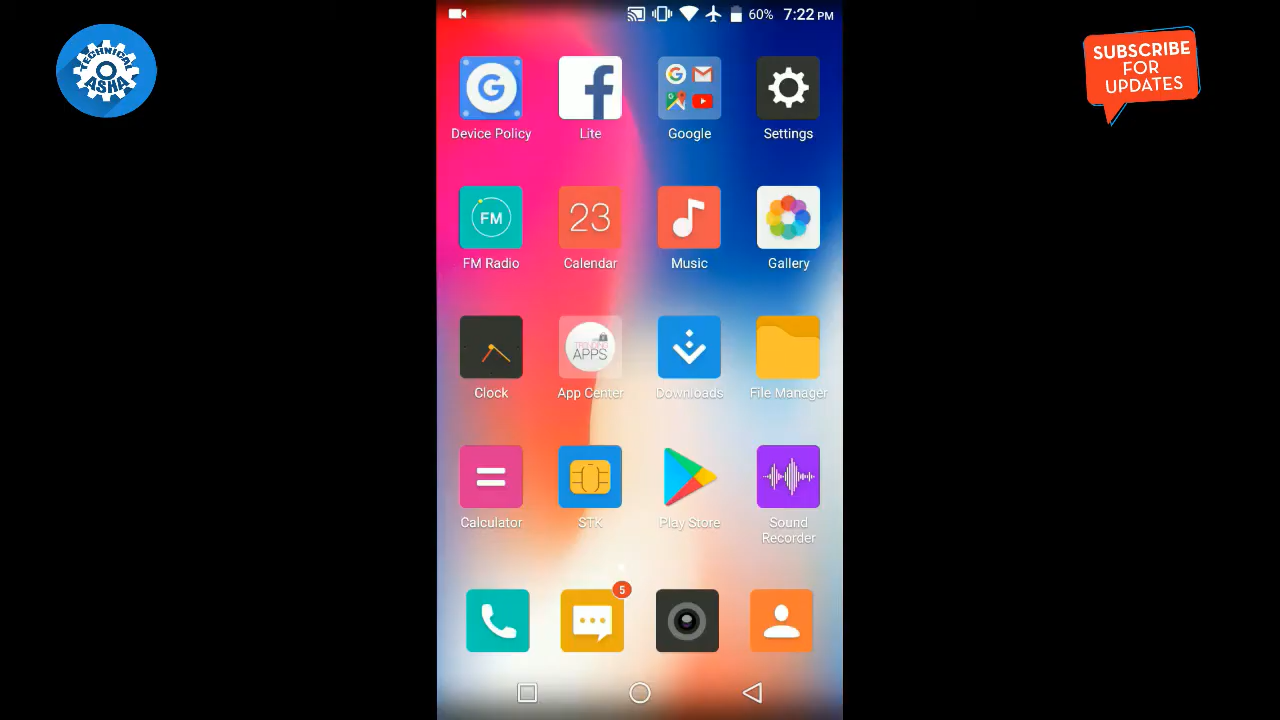 60% 7:22 PM
TECHNICAL
ASHA
SUBSCRIBE
FOR
UPDATES
Device Policy
Lite
Google
Settings
FM
23
FM Radio
Calendar
Music
Gallery
TRENDING
APPS
Clock
App Center
Downloads
File Manager
Calculator
STK
Play Store
Sound
Recorder
5